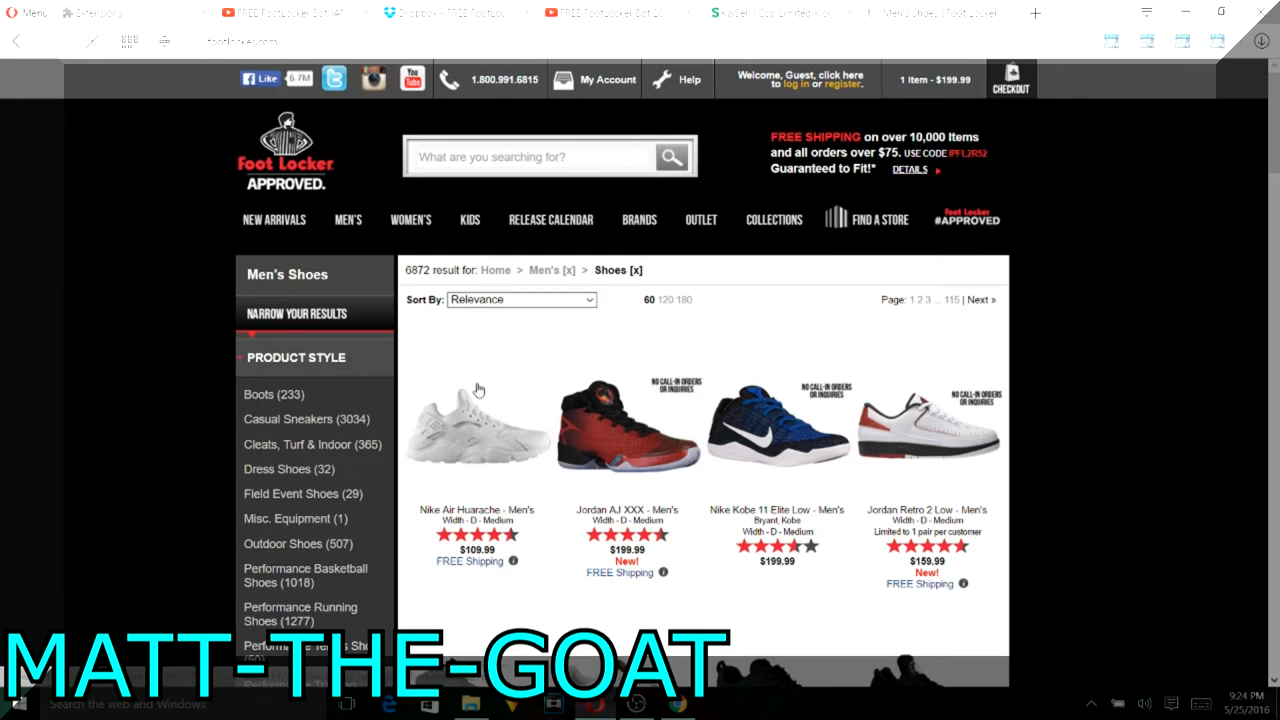 Menu Extensions FREE FootLocker Bot (AN Dropbox - FREE FootLoc FREE FootLocker Bot Men's Shoes | Foot Locker
footlocker.com
Like 6.7M You Tube 1.800.991.6815 My Account Help Welcome, Guest, click here 1 Item - $199.99 CHECKOUT
to log in or register.
Foot Locker
APPROVED.
What are you searching for?
FREE SHIPPING on over 10,000 Items
and all orders over $75. USE CODE IPFL2R52
Guaranteed to Fit!* DETAILS
NEW ARRIVALS MEN'S WOMEN'S KIDS RELEASE CALENDAR BRANDS OUTLET COLLECTIONS FIND A STORE Foot Locker #APPROVED
Men's Shoes
NARROW YOUR RESULTS
PRODUCT STYLE
Boots (233)
Casual Sneakers (3034)
Cleats, Turf & Indoor (365)
Dress Shoes (32)
Field Event Shoes (29)
Misc. Equipment (1)
Outdoor Shoes (507)
Performance Basketball
Shoes (1018)
Performance Running
Shoes (1277)
6872 result for: Home > Men's [x] > Shoes [x]
Sort By: Relevance 60 120 180 Page: 1 2 3 ... 115 | Next »
NO CALL-IN ORDERS
OR INQUIRIES
NO CALL-IN ORDERS
OR INQUIRIES
NO CALL-IN ORDERS
OR INQUIRIES
Nike Air Huarache - Men's
Width - D - Medium
$109.99
FREE Shipping
Jordan AJ XXX - Men's
Width - D - Medium
$199.99
New!
FREE Shipping
Nike Kobe 11 Elite Low - Men's
Bryant, Kobe
Width - D - Medium
$199.99
Jordan Retro 2 Low - Men's
Width - D - Medium
Limited to 1 pair per customer
$159.99
New!
FREE Shipping
MATT-THE-GOAT
Search the web and Windows
9:24 PM
5/25/2016